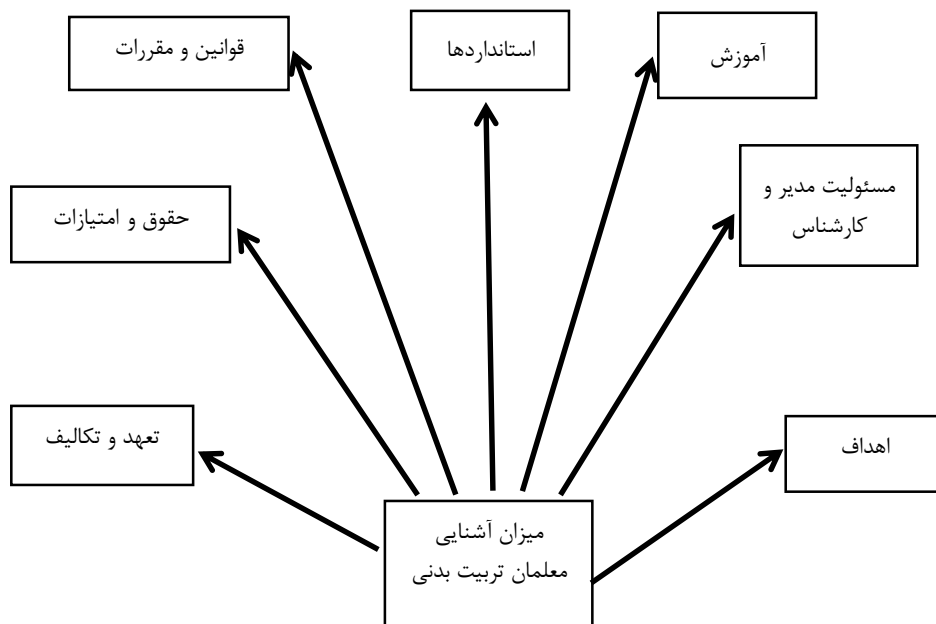 آموزش
استانداردها
قوانین و مقررات
مسئولیت مدیر و
کارشناس
حقوق و امتیازات
اهداف
تعهد و تکالیف
میزان آشنایی
معلمان تربیت بدنی